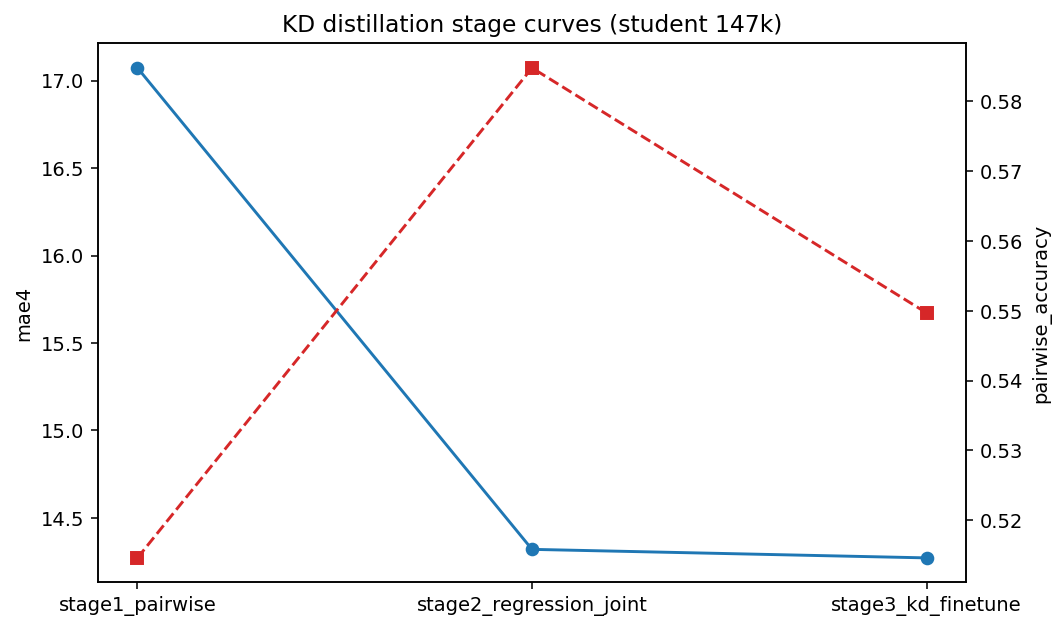 KD distillation stage curves (student 147k)
mae4
17.0
16.5
16.0
15.5
15.0
14.5
0.58
0.57
0.56
0.55
0.54
0.53
0.52
pairwise_accuracy
stage1_pairwise
stage2_regression_joint
stage3_kd_finetune